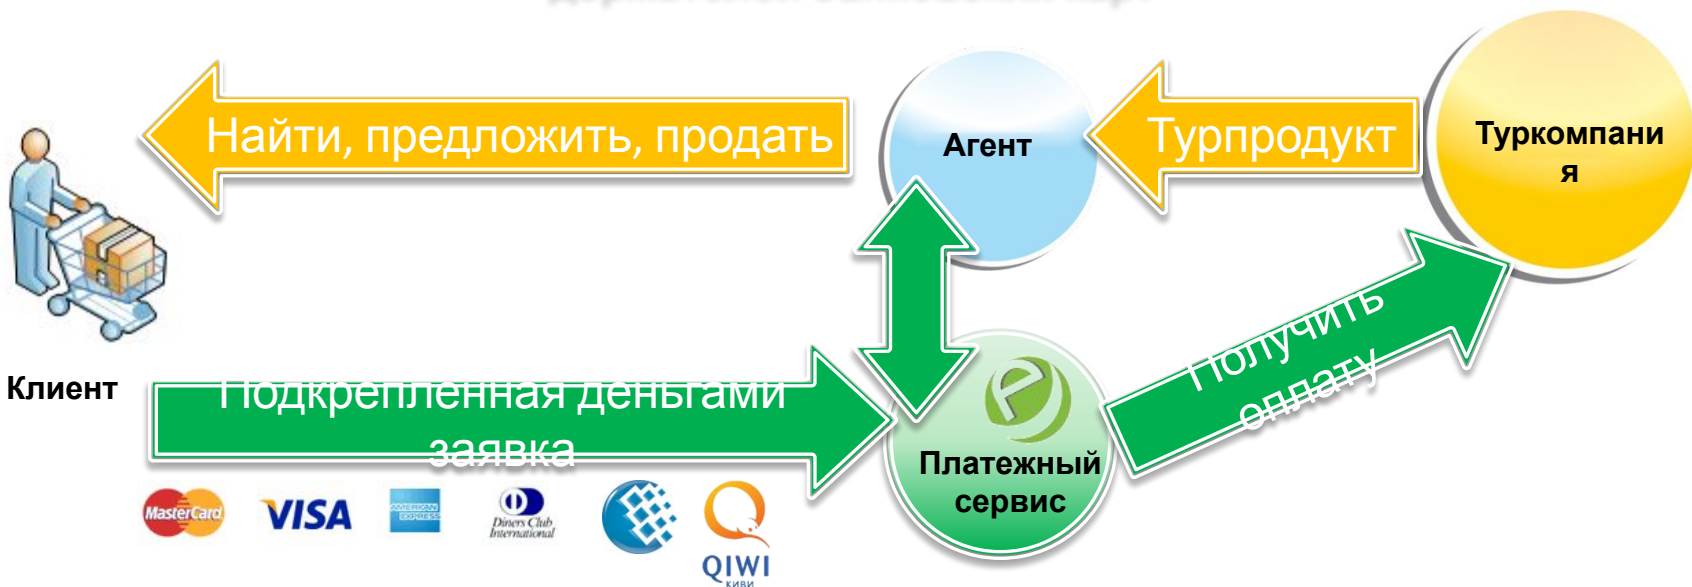 Найти, предложить, продать
Агент
Турпродукт
Туркомпани
я
Клиент
Подкрепленная деньгами
заявка
Получить
оплату
Платежный
сервис
MasterCard
VISA
AMERICAN
EXPRESS
Diners Club
International
QIWI
КИВИ